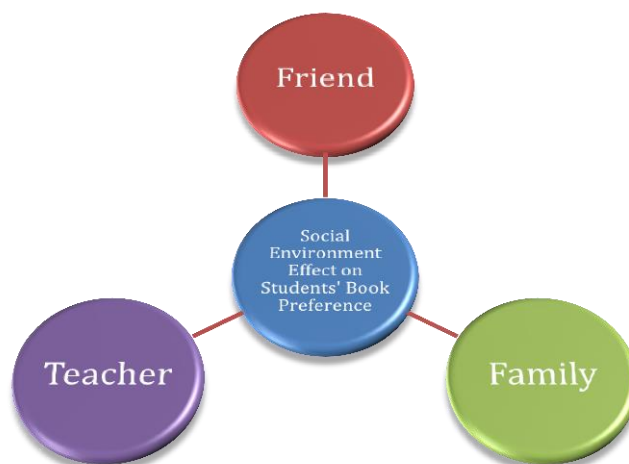 Friend
Social
Environment
Effect on
Students' Book
Preference
Teacher
Family